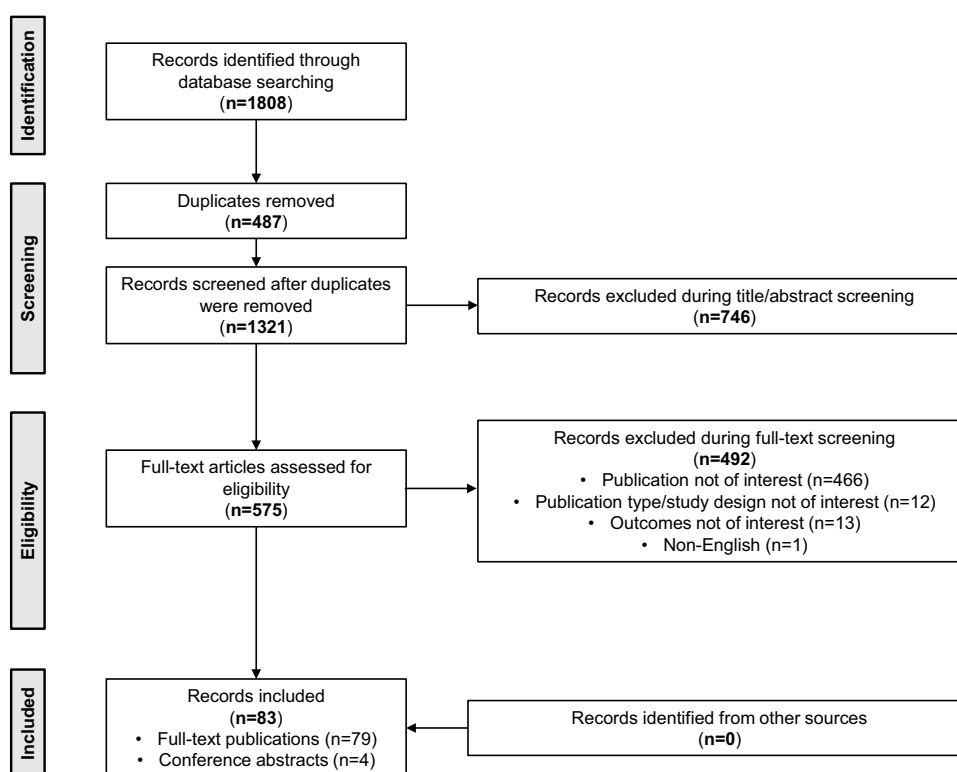 Identification
Records identified through
database searching
(n=1808)
Screening
Duplicates removed
(n=487)
Records screened after duplicates
were removed
(n=1321)
Records excluded during title/abstract screening
(n=746)
Eligibility
Full-text articles assessed for
eligibility
(n=575)
Records excluded during full-text screening
(n=492)
• Publication not of interest (n=466)
• Publication type/study design not of interest (n=12)
• Outcomes not of interest (n=13)
• Non-English (n=1)
Included
Records included
(n=83)
• Full-text publications (n=79)
• Conference abstracts (n=4)
Records identified from other sources
(n=0)